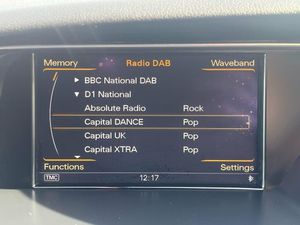 Memory Radio DAB Waveband
BBC National DAB
D1 National
Absolute Radio Rock
Capital DANCE Pop
Capital UK Pop
Capital XTRA Pop
Functions Settings
TMC 12:17